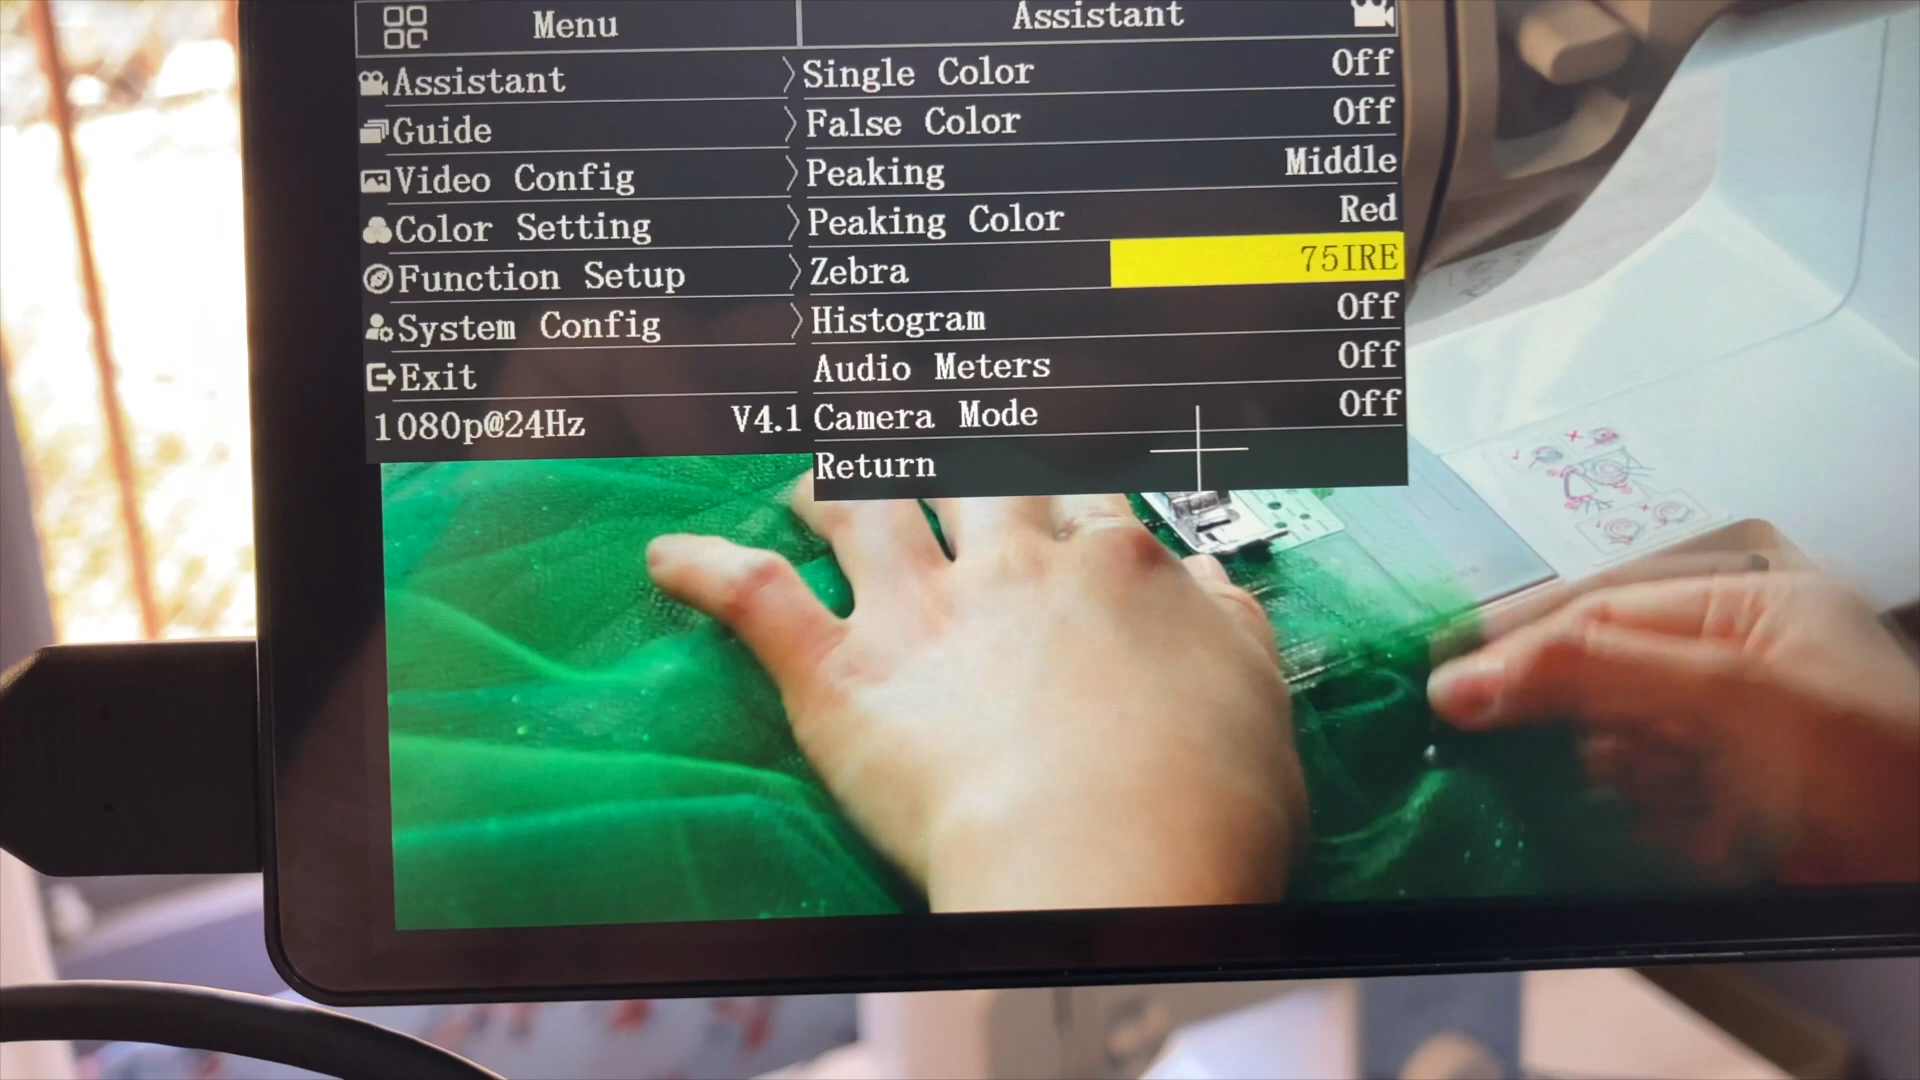 Menu
Assistant
Guide
Video Config
Color Setting
Function Setup
System Config
Exit
1080p@24Hz V4.1
Assistant
Single Color Off
False Color Off
Peaking Middle
Peaking Color Red
Zebra 75IRE
Histogram Off
Audio Meters Off
Camera Mode Off
Return